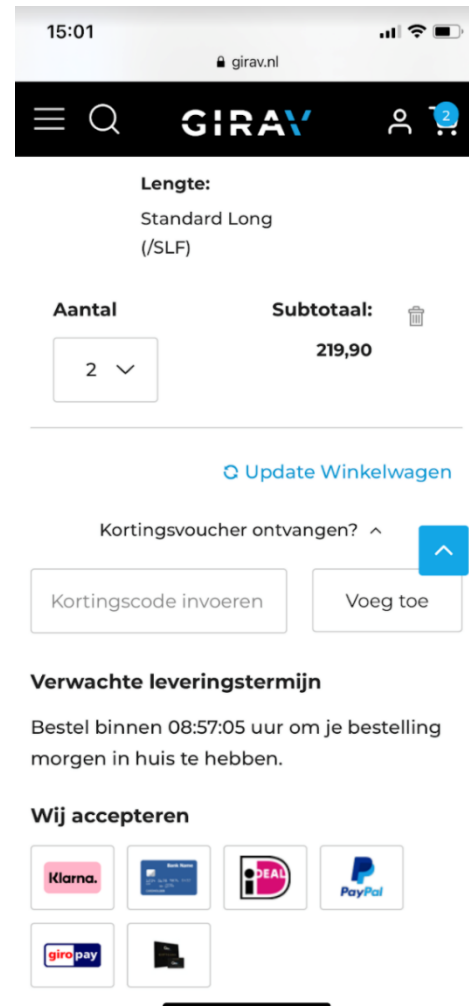 15:01
girav.nl
GIRAV
2
Lengte:
Standard Long
(/SLF)
Aantal
Subtotaal:
2
219,90
Update Winkelwagen
Kortingsvoucher ontvangen?
Kortingscode invoeren
Voeg toe
Verwachte leveringstermijn
Bestel binnen 08:57:05 uur om je bestelling
morgen in huis te hebben.
Wij accepteren
Klarna.
Bank Name
iDEAL
PayPal
giropay